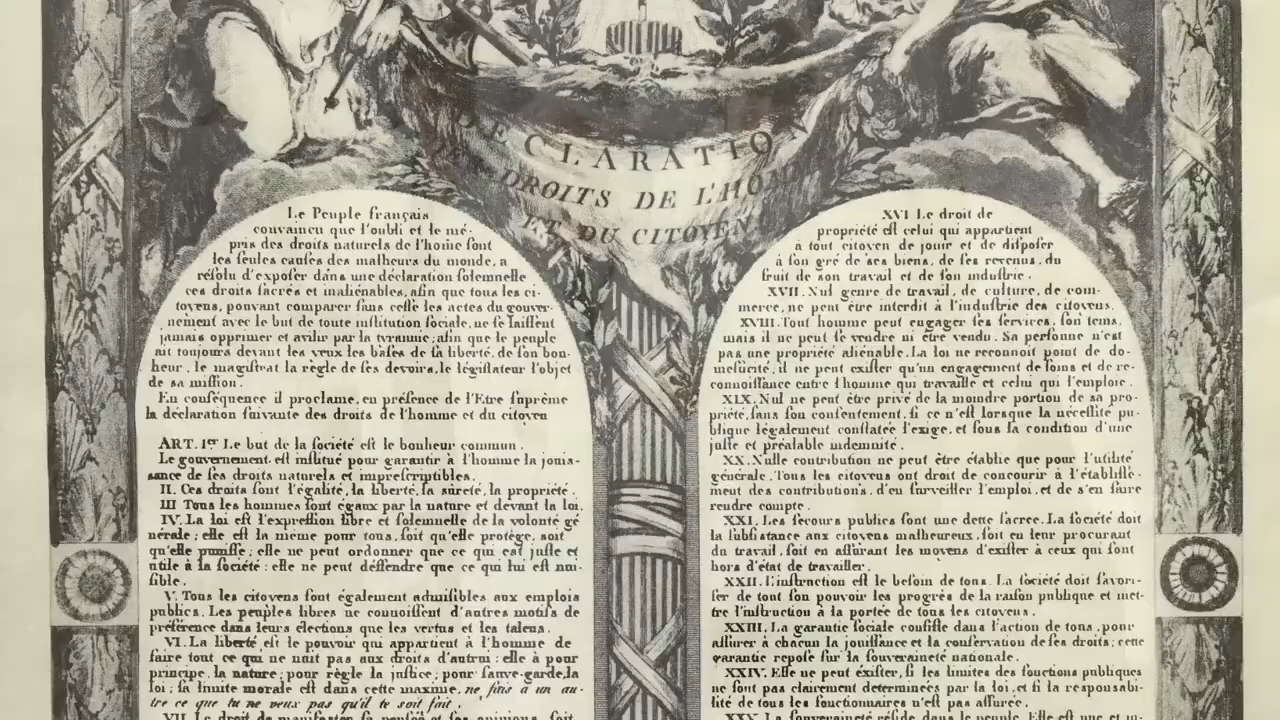 DECLARATION
DES DROITS DE L'HOMME
ET DU CITOYEN
Le Peuple français
convaincu que l'oubli et le mé-
pris des droits naturels de l'home sont
les seules causes des malheurs du monde, a
résolu d'exposer dans une déclaration solemnelle
ces droits sacrés et inaliénables, afin que tous les ci-
toyens, pouvant comparer sans cesse les actes du gouver-
nement avec le but de toute institution sociale, ne se laissent
jamais opprimer et avilir par la tyrannie; afin que le peuple
ait toujours devant les yeux les bases de sa liberté, de son bon-
heur, le magistrat la règle de ses devoirs, le législateur l'objet
de sa mission.
En conséquence il proclame, en présence de l'Etre suprême
la déclaration suivante des droits de l'homme et du citoyen
ART. 1er Le but de la société est le bonheur commun.
Le gouvernement est institué pour garantir à l'homme la jouis-
sance de ses droits naturels et imprescriptibles.
II. Ces droits sont l'égalité, la liberté, la sûreté, la propriété.
III Tous les hommes sont égaux par la nature et devant la loi.
IV. La loi est l'expression libre et solemnelle de la volonté gé
nérale; elle est la même pour tous, soit qu'elle protège, soit
qu'elle punisse; elle ne peut ordonner que ce qui est juste et
utile à la société; elle ne peut déffendre que ce qui lui est nui-
sible.
V. Tous les citoyens sont également admissibles aux emplois
publics. Les peuples libres ne connoissent d'autres motifs de
préférence dans leurs élections que les vertus et les talens.
VI. La liberté est le pouvoir qui appartient à l'homme de
faire tout ce qui ne nuit pas aux droits d'autrui: elle à pour
principe, la nature; pour règle la justice; pour sauve-garde, la
loi; sa limite morale est dans cette maxime, ne fais à un au-
tre ce que tu ne veux pas qu'il te soit fait.
VII. Le droit de manifester sa pensée et ses opinions, soit
XVI Le droit de
propriété est celui qui appartient
à tout citoyen de jouir et de disposer
à son gré de ses biens, de ses revenus, du
fruit de son travail et de son industrie.
XVII. Nul genre de travail, de culture, de com-
merce, ne peut être interdit à l'industrie des citoyens.
XVIII. Tout homme peut engager ses services, son tems,
mais il ne peut se vendre ni être vendu. Sa personne n'est
pas une propriété aliénable. La loi ne reconnoit point de do-
mesticité, il ne peut exister qu'un engagement de soins et de re-
connoissance entre l'homme qui travaille et celui qui l'emploie.
XIX. Nul ne peut être privé de la moindre portion de sa pro-
priété, sans son consentement, si ce n'est lorsque la nécessité pu-
blique légalement constatée l'exige, et sous la condition d'une
juste et préalable indemnité.
XX. Nulle contribution ne peut être établie que pour l'utilité
générale. Tous les citoyens ont droit de concourir à l'établisse-
ment des contributions, d'en surveiller l'emploi, et de s'en faire
rendre compte.
XXI. Les secours publics sont une dette sacrée. La société doit
la subsistance aux citoyens malheureux, soit en leur procurant
du travail, soit en assurant les moyens d'exister à ceux qui sont
hors d'état de travailler.
XXII. L'instruction est le besoin de tous. La société doit favori-
ser de tout son pouvoir les progrès de la raison publique et met-
tre l'instruction à la portée de tous les citoyens.
XXIII. La garantie sociale consiste dans l'action de tous, pour
assurer à chacun la jouissance et la conservation de ses droits; cette
garantie repose sur la souveraineté nationale.
XXIV. Elle ne peut éxister, si les limites des fonctions publiques
ne sont pas clairement determinées par la loi, et si la responsabi-
lité de tous les fonctionnaires n'est pas assurée.
XXV. La souveraineté réside dans le peuple. Elle est une et in-